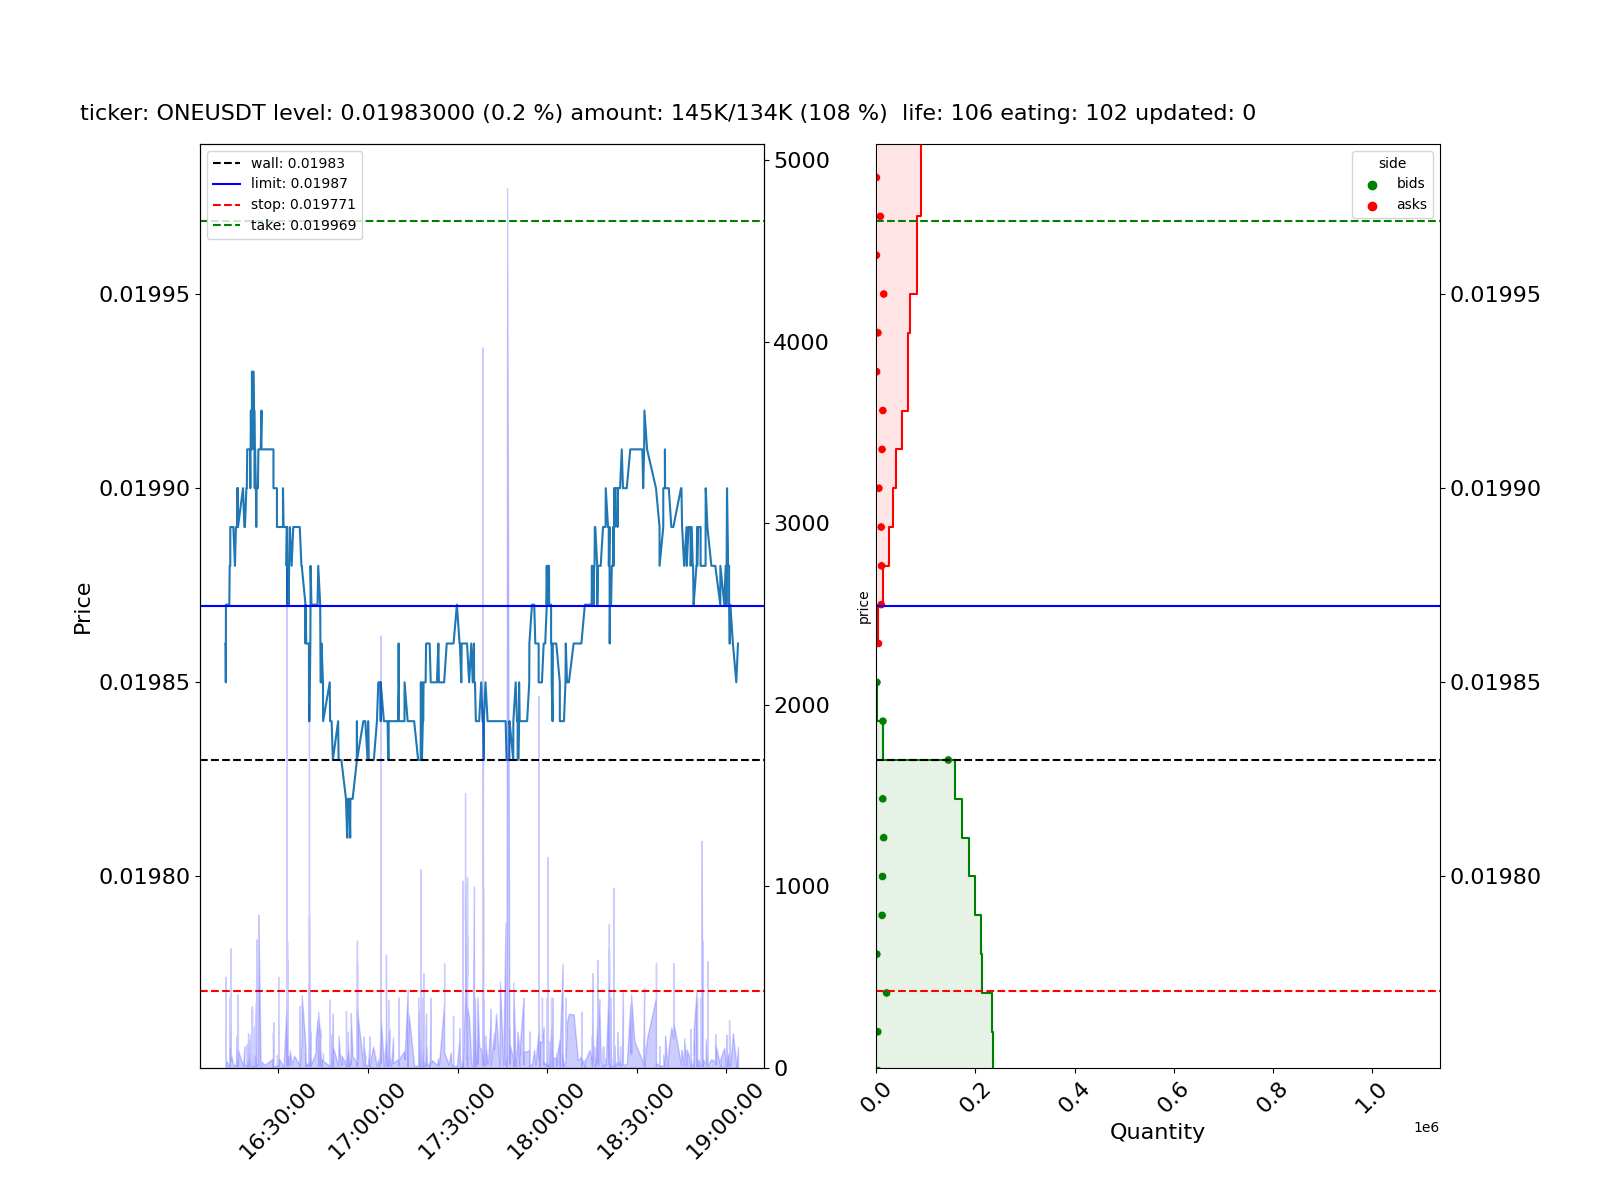 ticker: ONEUSDT level: 0.01983000 (0.2 %) amount: 145K/134K (108 %)  life: 106 eating: 102 updated: 0
wall: 0.01983
limit: 0.01987
stop: 0.019771
take: 0.019969
Price
0.01995
0.01990
0.01985
0.01980
5000
4000
3000
2000
1000
0
16:30:00
17:00:00
17:30:00
18:00:00
18:30:00
19:00:00
side
bids
asks
price
0.01995
0.01990
0.01985
0.01980
0.0
0.2
0.4
0.6
0.8
1.0
1e6
Quantity